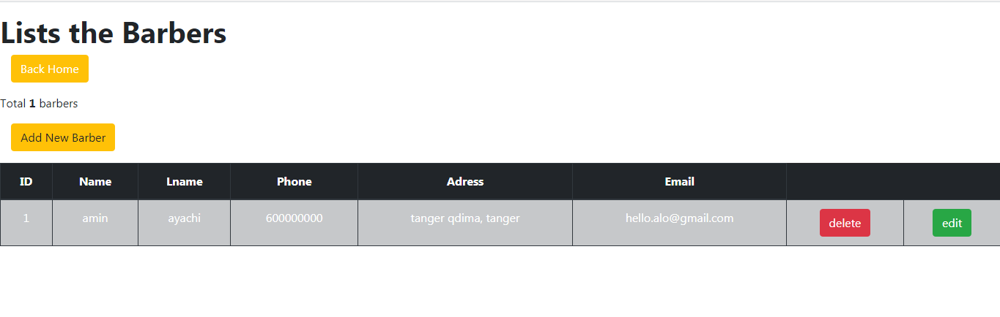 Lists the Barbers
Back Home
Total 1 barbers
Add New Barber
ID Name Lname Phone Adress Email
1 amin ayachi 600000000 tanger qdima, tanger hello.alo@gmail.com delete edit